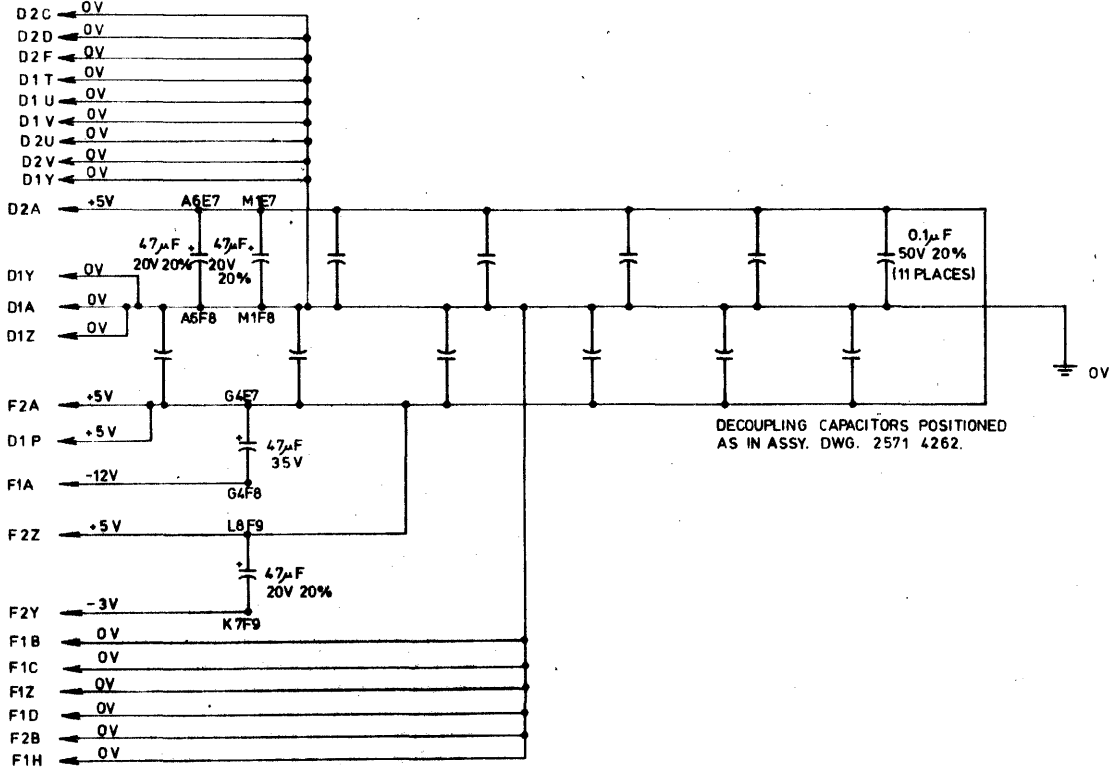 D2C 0V
D2D 0V
D2F 0V
D1T 0V
D1U 0V
D1V 0V
D2U 0V
D2V 0V
D1Y 0V
D2A +5V A6E7 M1E7
47µF + 47µF +
20V 20% 20V
20%
0.1µF
50V 20%
(11 PLACES)
D1Y 0V
D1A 0V
A6F8 M1F8
D1Z 0V
0V
F2A +5V G4E7
D1P +5V
+ 47µF
35V
DECOUPLING CAPACITORS POSITIONED
AS IN ASSY. DWG. 2571 4262.
F1A -12V
G4F8
F2Z +5V L8F9
+ 47µF
20V 20%
F2Y -3V
K7F9
F1B 0V
F1C 0V
F1Z 0V
F1D 0V
F2B 0V
F1H 0V